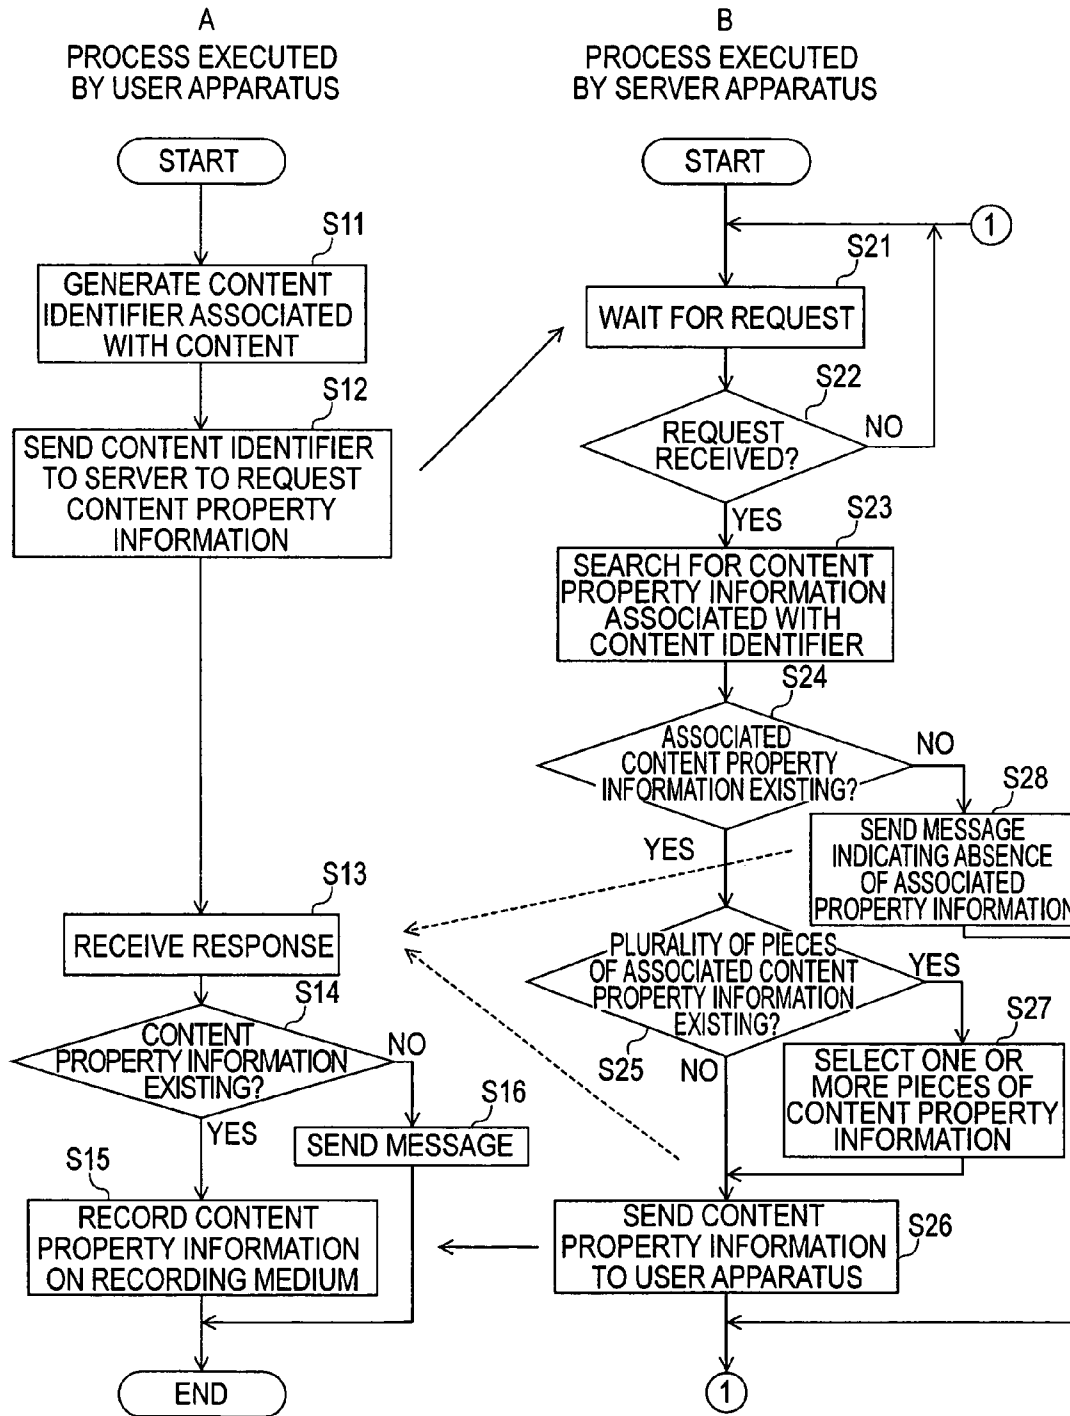 A
PROCESS EXECUTED
BY USER APPARATUS
START
S11
GENERATE CONTENT
IDENTIFIER ASSOCIATED
WITH CONTENT
S12
SEND CONTENT IDENTIFIER
TO SERVER TO REQUEST
CONTENT PROPERTY
INFORMATION
S13
RECEIVE RESPONSE
S14
CONTENT
PROPERTY INFORMATION
EXISTING?
NO
YES
S16
SEND MESSAGE
S15
RECORD CONTENT
PROPERTY INFORMATION
ON RECORDING MEDIUM
END
B
PROCESS EXECUTED
BY SERVER APPARATUS
START
1
S21
WAIT FOR REQUEST
S22
REQUEST
RECEIVED?
NO
YES
S23
SEARCH FOR CONTENT
PROPERTY INFORMATION
ASSOCIATED WITH
CONTENT IDENTIFIER
S24
ASSOCIATED
CONTENT PROPERTY
INFORMATION EXISTING?
NO
YES
S28
SEND MESSAGE
INDICATING ABSENCE
OF ASSOCIATED
PROPERTY INFORMATION
PLURALITY OF PIECES
OF ASSOCIATED CONTENT
PROPERTY INFORMATION
EXISTING?
YES
S25
NO
S27
SELECT ONE OR
MORE PIECES OF
CONTENT PROPERTY
INFORMATION
SEND CONTENT
PROPERTY INFORMATION
TO USER APPARATUS
S26
1